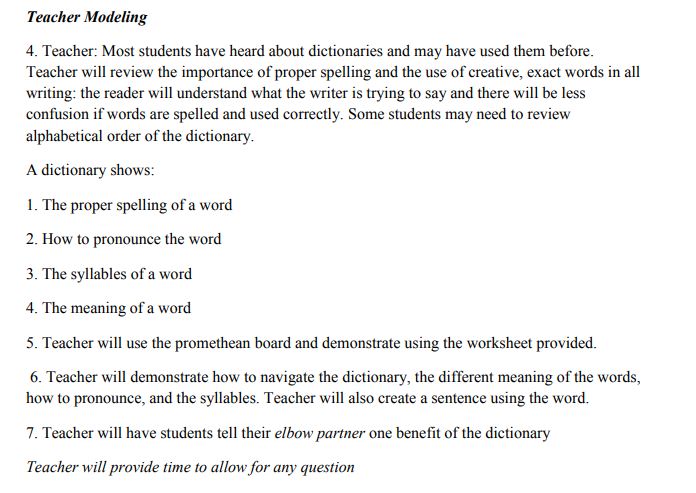 Teacher Modeling
4. Teacher: Most students have heard about dictionaries and may have used them before.
Teacher will review the importance of proper spelling and the use of creative, exact words in all
writing: the reader will understand what the writer is trying to say and there will be less
confusion if words are spelled and used correctly. Some students may need to review
alphabetical order of the dictionary.
A dictionary shows:
1. The proper spelling of a word
2. How to pronounce the word
3. The syllables of a word
4. The meaning of a word
5. Teacher will use the promethean board and demonstrate using the worksheet provided.
6. Teacher will demonstrate how to navigate the dictionary, the different meaning of the words,
how to pronounce, and the syllables. Teacher will also create a sentence using the word.
7. Teacher will have students tell their elbow partner one benefit of the dictionary
Teacher will provide time to allow for any question